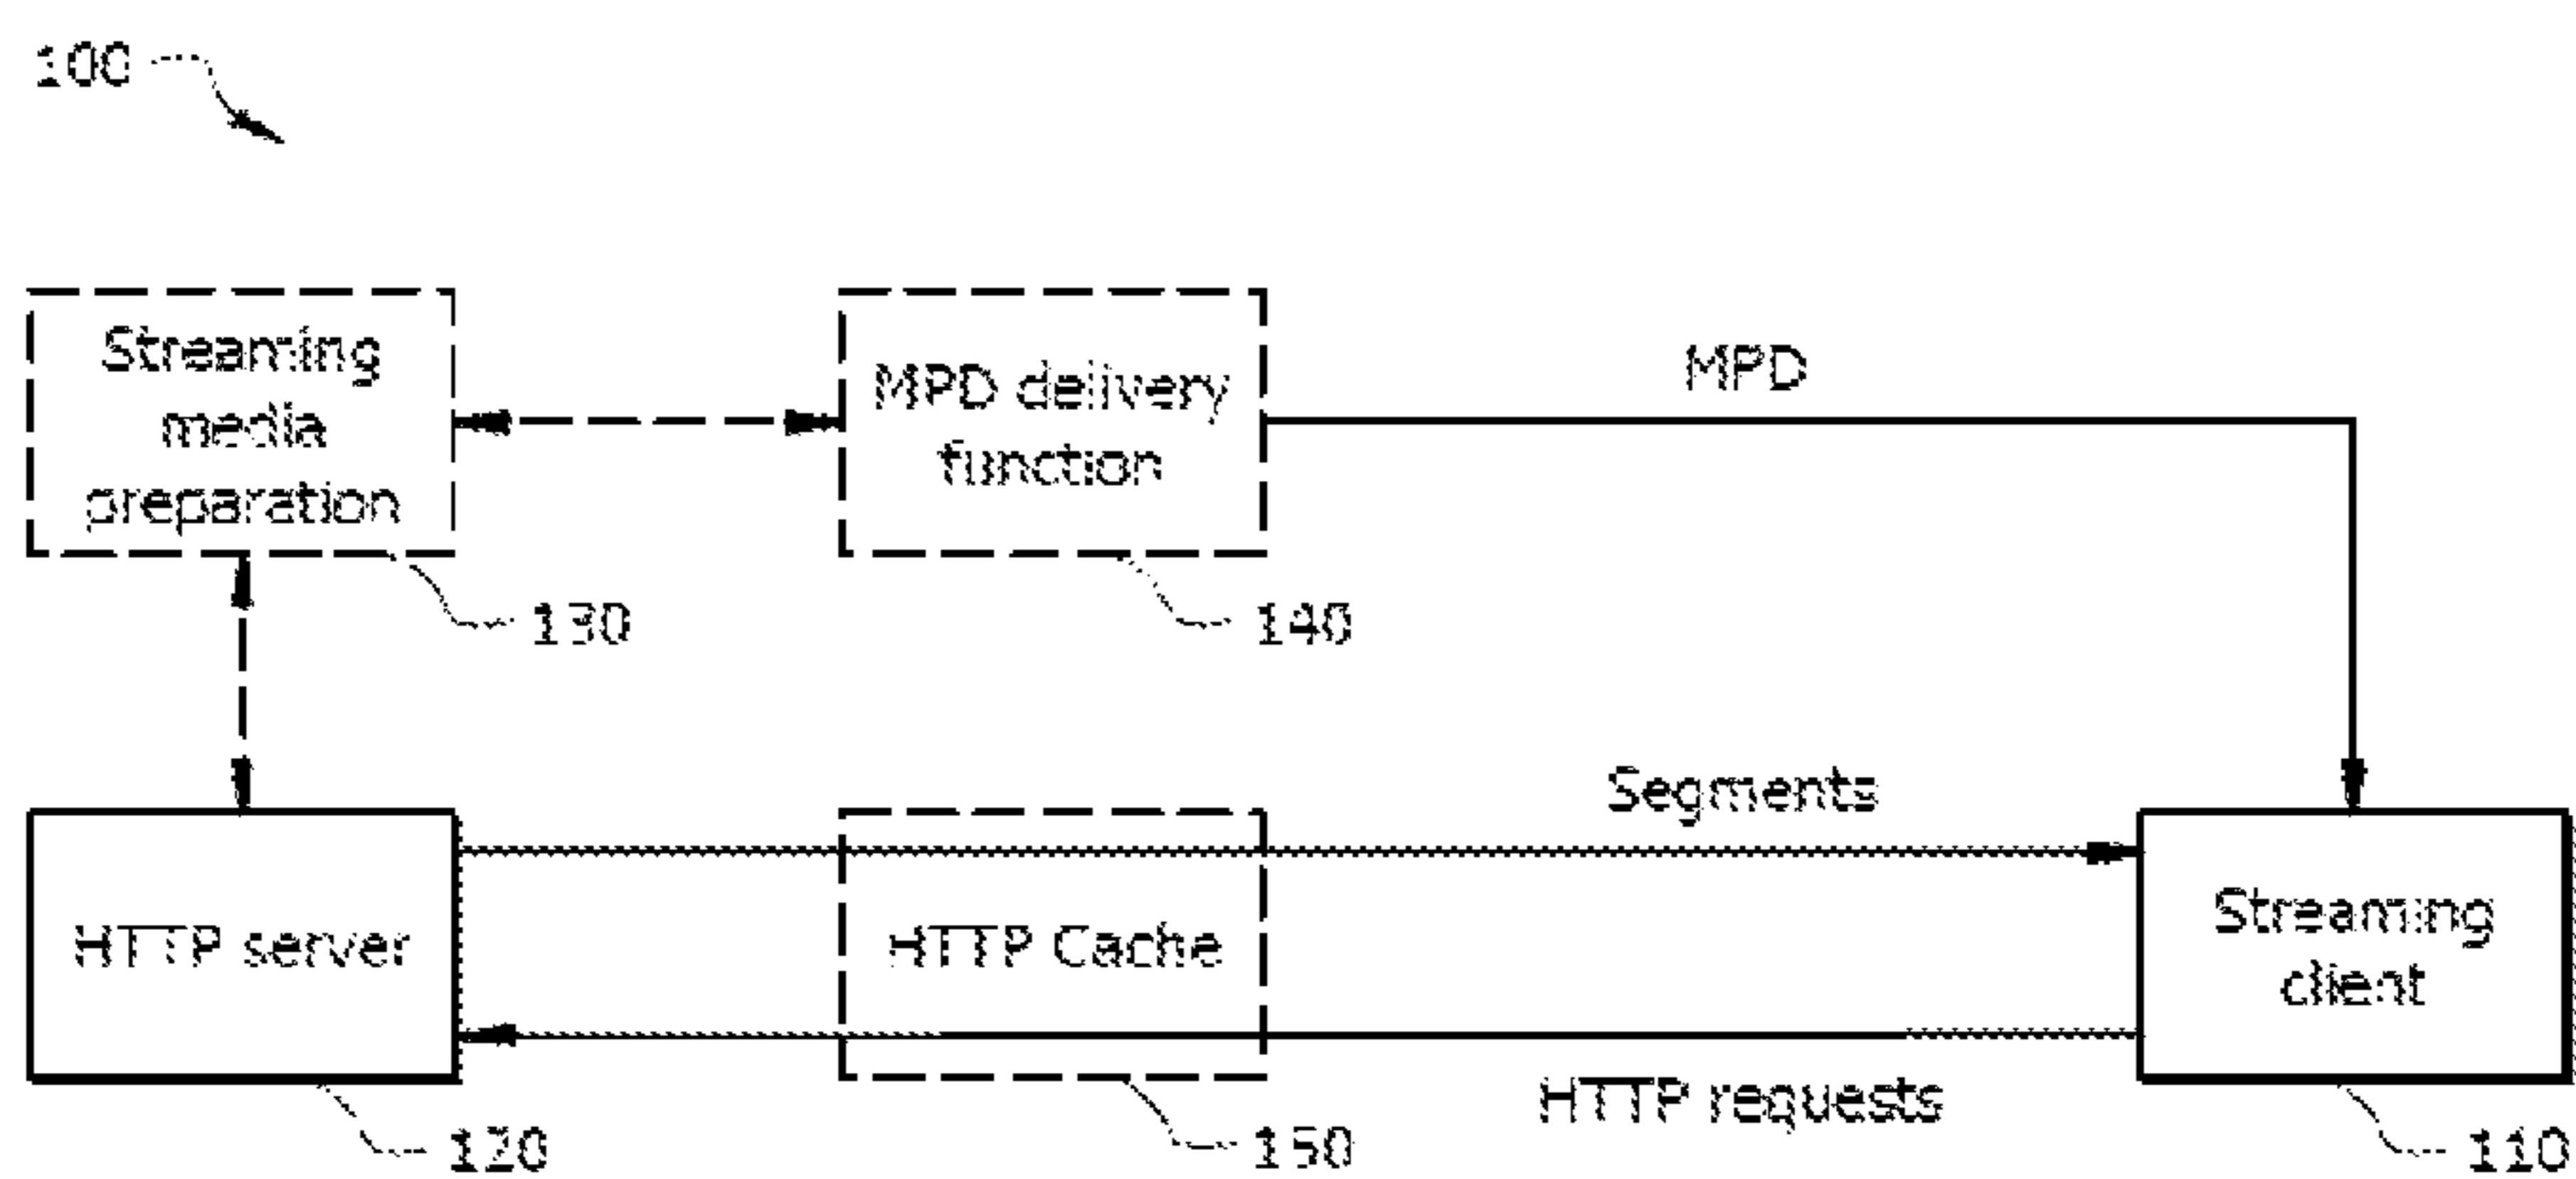 100
Streaming
media
preparation
MPD delivery
function
MPD
130
140
Segments
HTTP server
HTTP Cache
Streaming
client
HTTP requests
120
150
110